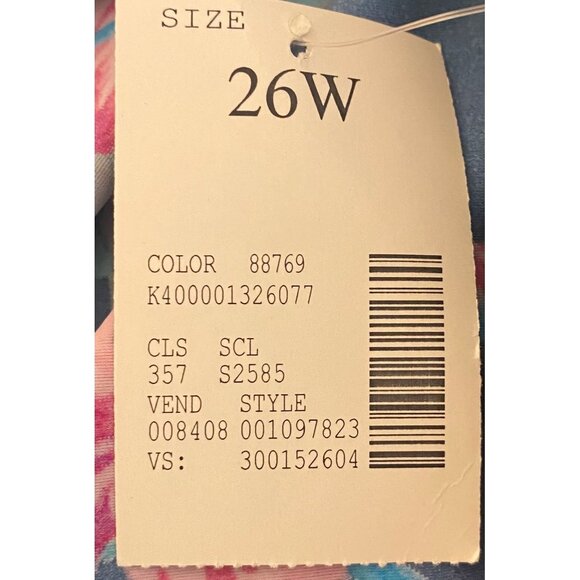 SIZE
26W
COLOR 88769
K400001326077
CLS SCL
357 S2585
VEND STYLE
008408 001097823
VS: 300152604